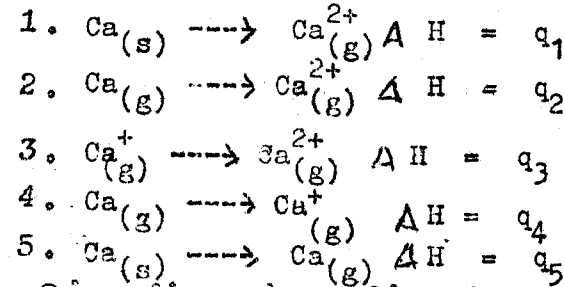 1. Ca(s) ----> Ca²⁺(g) Δ H = q₁
2. Ca(g) ----> Ca²⁺(g) Δ H = q₂
3. Ca⁺(g) ----> Ca²⁺(g) Δ H = q₃
4. Ca(g) ----> Ca⁺(g) Δ H = q₄
5. Ca(s) ----> Ca(g) Δ H = q₅